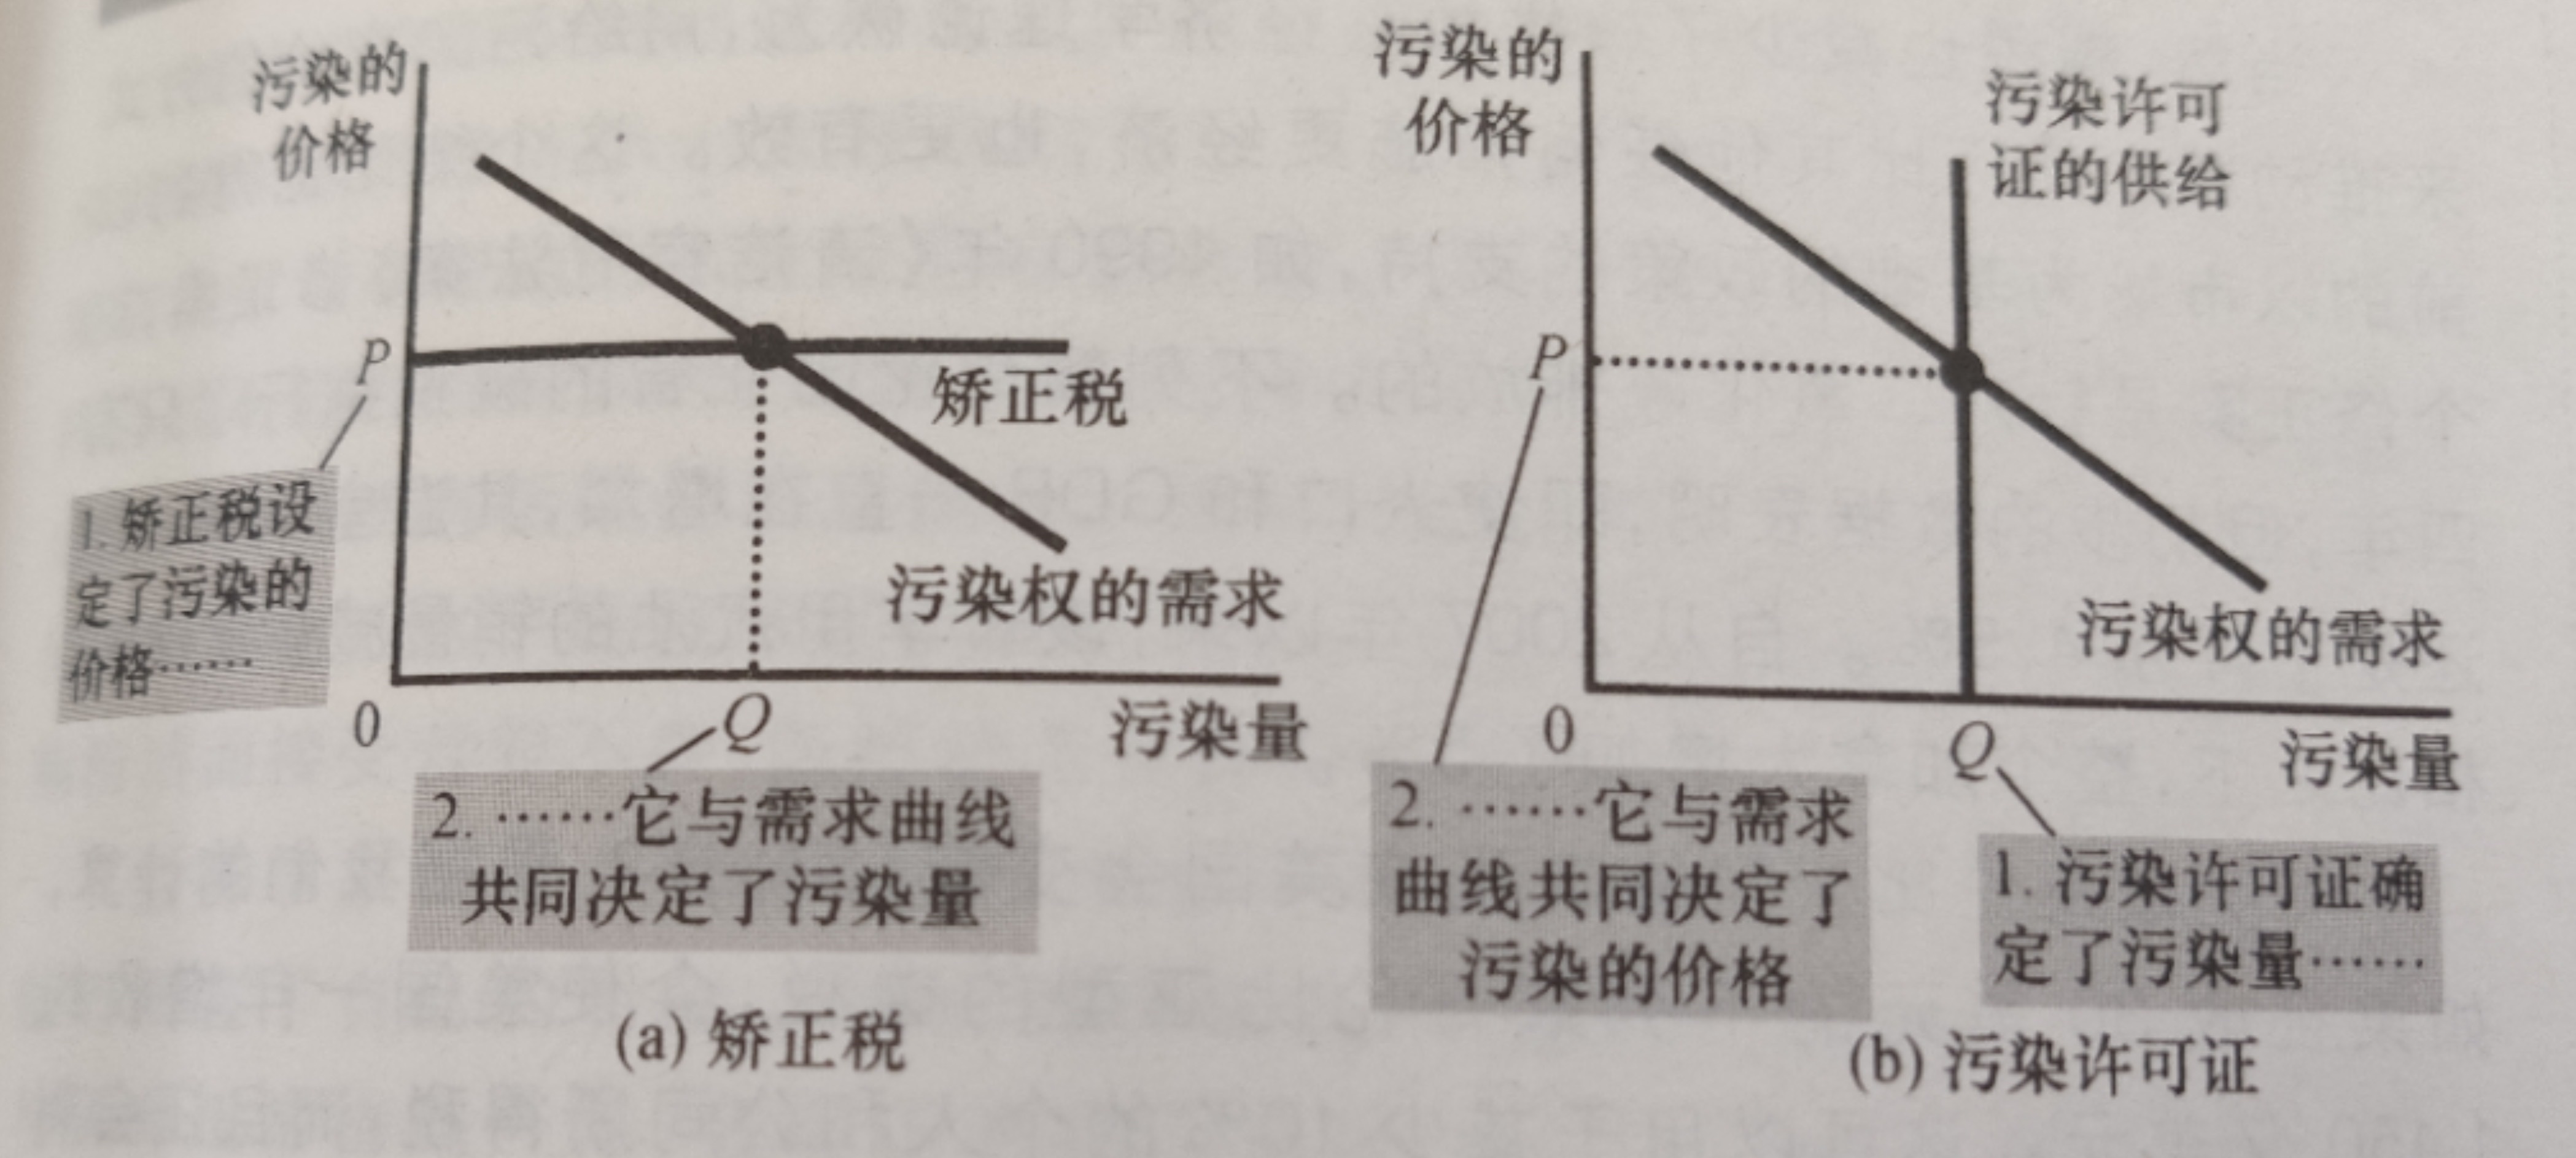 污染的
价格
P
矫正税
1. 矫正税设
定了污染的
价格……
污染权的需求
0
Q
污染量
2. ……它与需求曲线
共同决定了污染量
(a) 矫正税
污染的
价格
污染许可
证的供给
P
污染权的需求
0
Q
污染量
2. ……它与需求
曲线共同决定了
污染的价格
1. 污染许可证确
定了污染量……
(b) 污染许可证